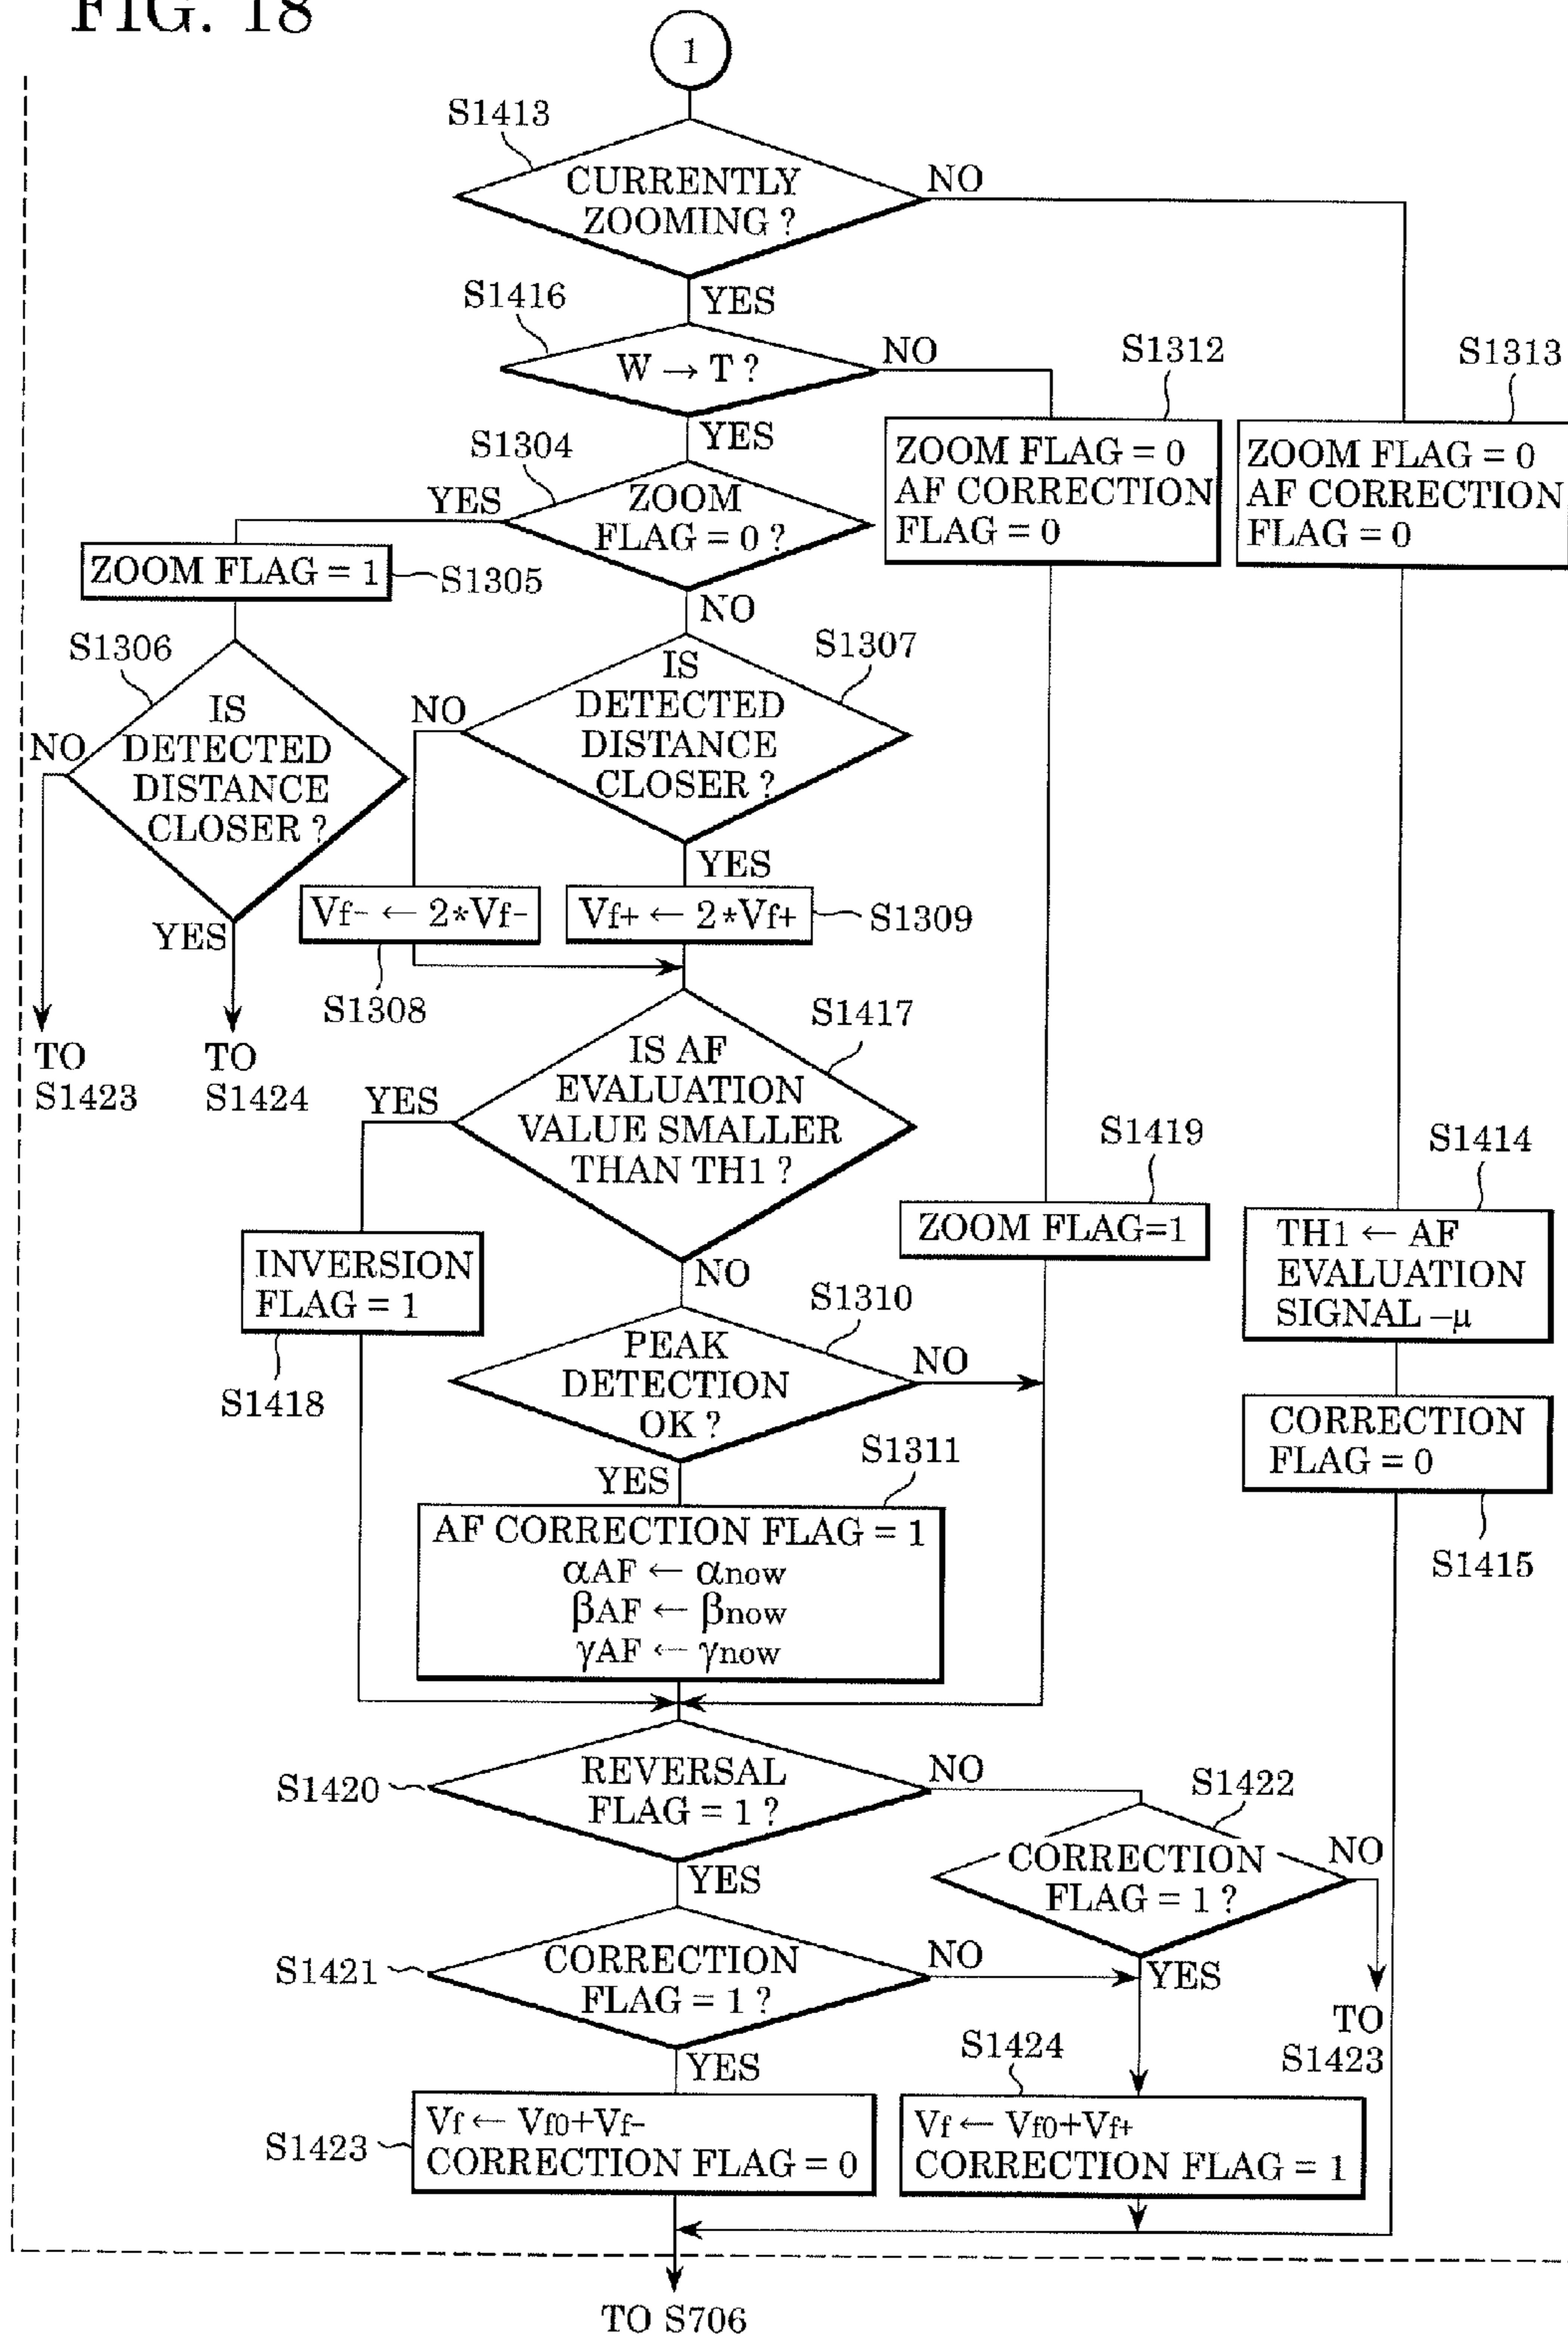 FIG. 18
1
S1413
CURRENTLY
ZOOMING ?
NO
YES
S1416
W → T ?
NO
YES
S1312
ZOOM FLAG = 0
AF CORRECTION
FLAG = 0
S1313
ZOOM FLAG = 0
AF CORRECTION
FLAG = 0
S1304
ZOOM
FLAG = 0 ?
YES
NO
ZOOM FLAG = 1
S1305
S1306
IS
DETECTED
DISTANCE
CLOSER ?
NO
YES
TO
S1423
TO
S1424
S1307
IS
DETECTED
DISTANCE
CLOSER ?
NO
YES
Vf- ← 2*Vf-
S1308
Vf+ ← 2*Vf+
S1309
S1417
IS AF
EVALUATION
VALUE SMALLER
THAN TH1 ?
YES
NO
INVERSION
FLAG = 1
S1418
S1419
ZOOM FLAG=1
S1414
TH1 ← AF
EVALUATION
SIGNAL –μ
S1310
PEAK
DETECTION
OK ?
NO
YES
CORRECTION
FLAG = 0
S1415
S1311
AF CORRECTION FLAG = 1
αAF ← αnow
βAF ← βnow
γAF ← γnow
S1420
REVERSAL
FLAG = 1 ?
NO
YES
S1422
CORRECTION
FLAG = 1 ?
NO
YES
TO
S1423
S1421
CORRECTION
FLAG = 1 ?
NO
YES
S1423
Vf ← Vf0+Vf-
CORRECTION FLAG = 0
S1424
Vf ← Vf0+Vf+
CORRECTION FLAG = 1
TO S706